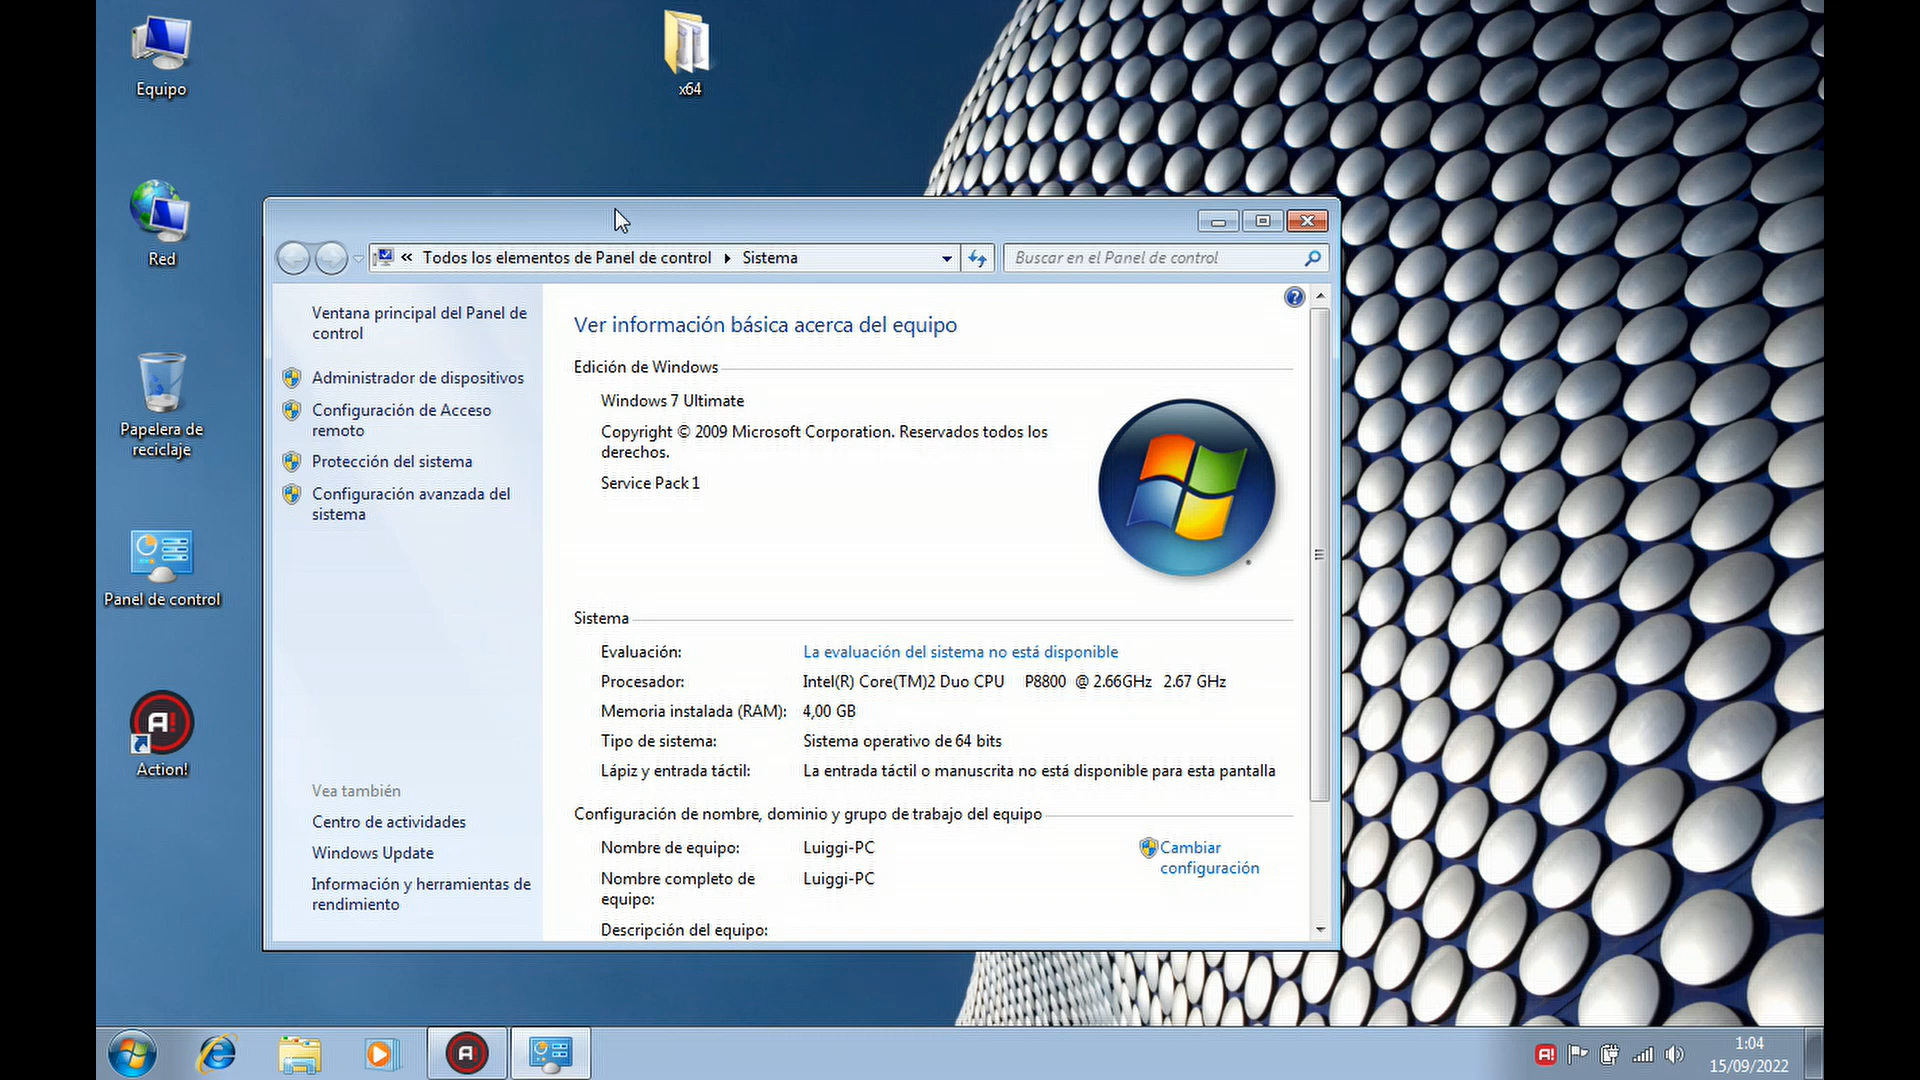 Equipo
x64
Red
Papelera de
reciclaje
Panel de control
A!
Action!
« Todos los elementos de Panel de control ▸ Sistema
Buscar en el Panel de control
Ventana principal del Panel de
control
Administrador de dispositivos
Configuración de Acceso
remoto
Protección del sistema
Configuración avanzada del
sistema
Vea también
Centro de actividades
Windows Update
Información y herramientas de
rendimiento
Ver información básica acerca del equipo
Edición de Windows
Windows 7 Ultimate
Copyright © 2009 Microsoft Corporation. Reservados todos los
derechos.
Service Pack 1
Sistema
Evaluación: La evaluación del sistema no está disponible
Procesador: Intel(R) Core(TM)2 Duo CPU P8800 @ 2.66GHz 2.67 GHz
Memoria instalada (RAM): 4,00 GB
Tipo de sistema: Sistema operativo de 64 bits
Lápiz y entrada táctil: La entrada táctil o manuscrita no está disponible para esta pantalla
Configuración de nombre, dominio y grupo de trabajo del equipo
Nombre de equipo: Luiggi-PC
Cambiar
configuración
Nombre completo de
equipo:
Luiggi-PC
Descripción del equipo:
A!
A!
1:04
15/09/2022